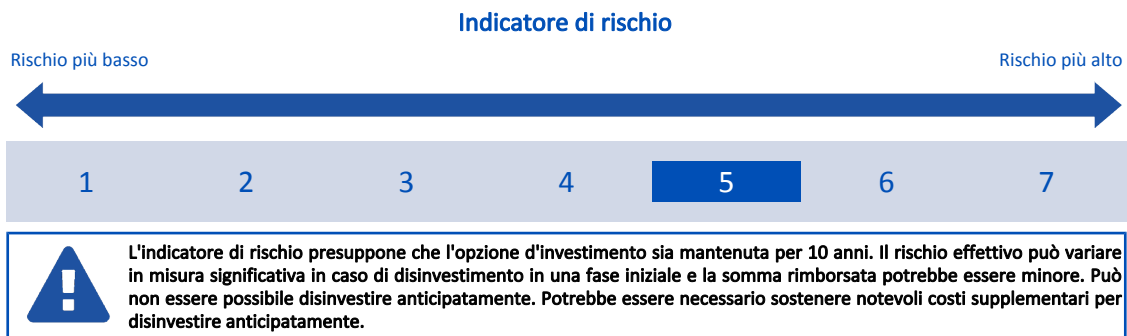 Indicatore di rischio
Rischio più basso
Rischio più alto
1 2 3 4 5 6 7
L'indicatore di rischio presuppone che l'opzione d'investimento sia mantenuta per 10 anni. Il rischio effettivo può variare
in misura significativa in caso di disinvestimento in una fase iniziale e la somma rimborsata potrebbe essere minore. Può
non essere possibile disinvestire anticipatamente. Potrebbe essere necessario sostenere notevoli costi supplementari per
disinvestire anticipatamente.